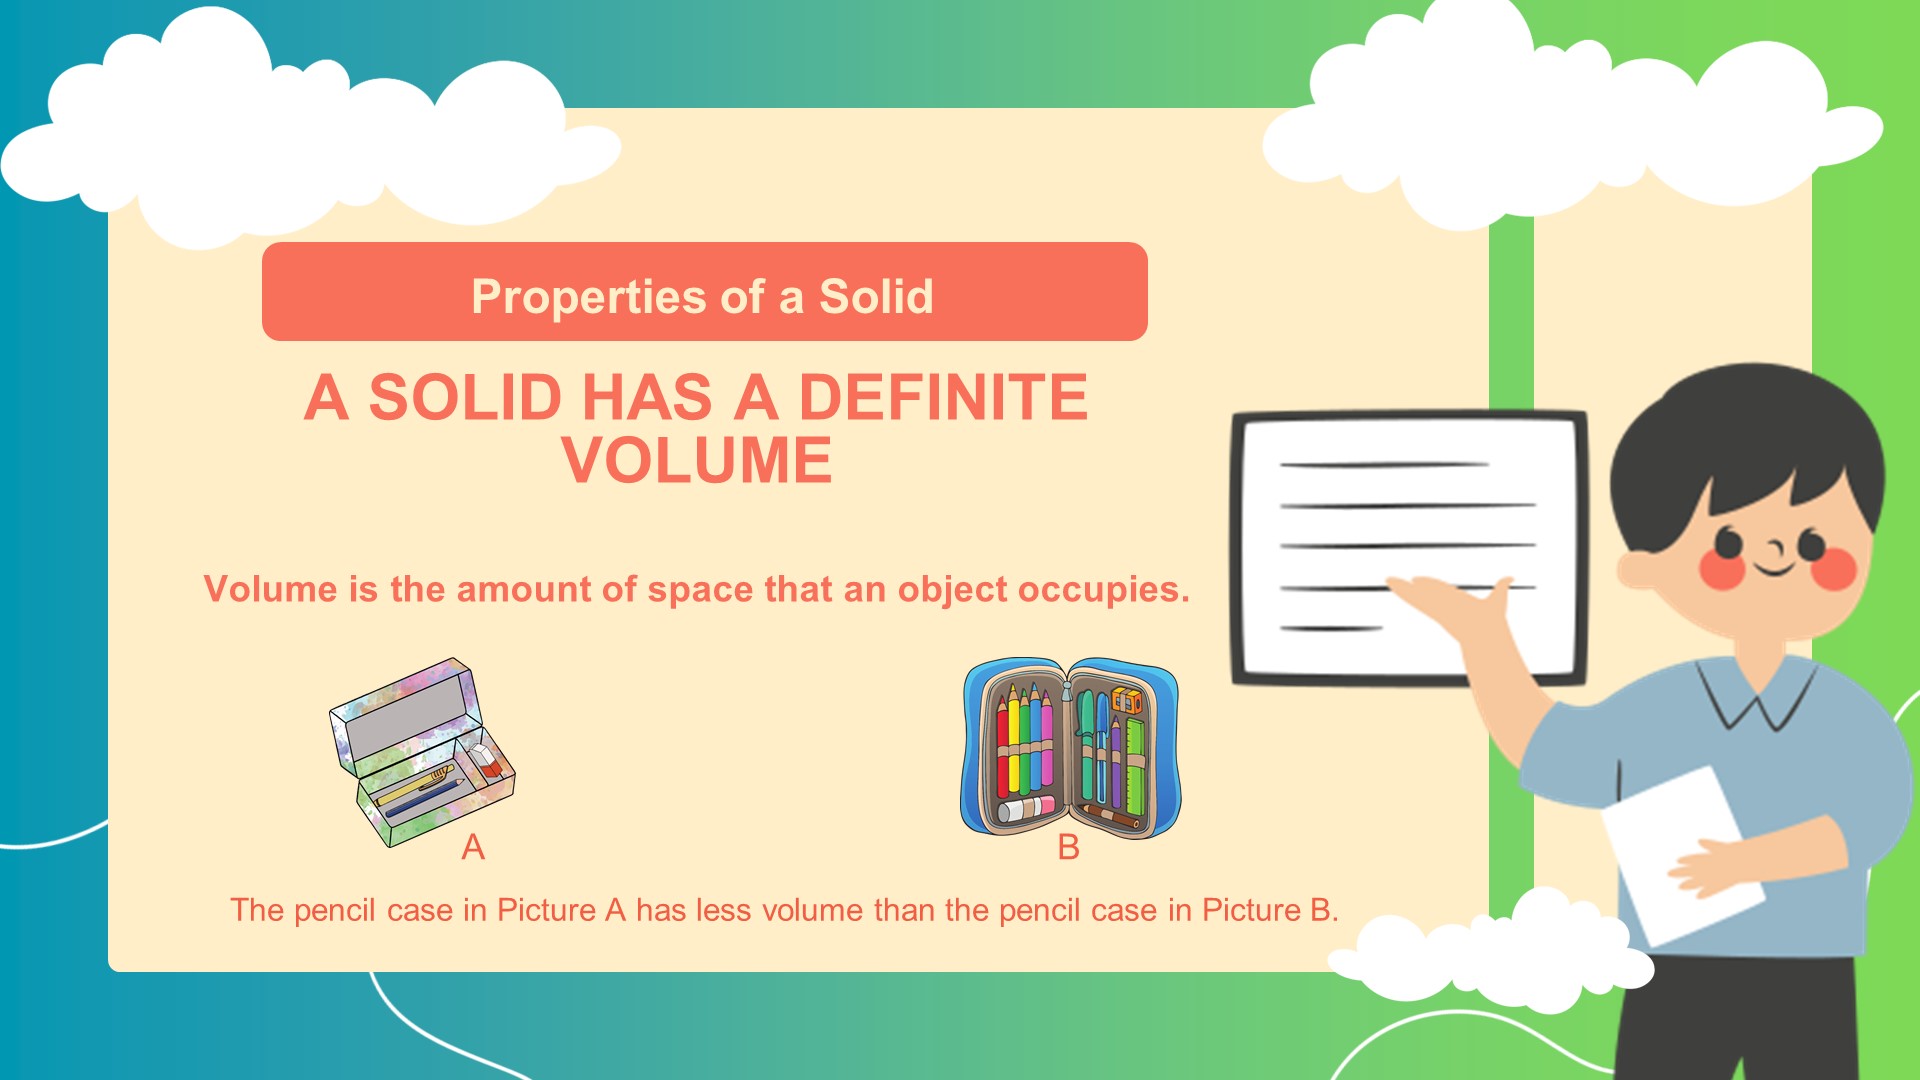 Properties of a Solid
A SOLID HAS A DEFINITE
VOLUME
Volume is the amount of space that an object occupies.
A
B
The pencil case in Picture A has less volume than the pencil case in Picture B.